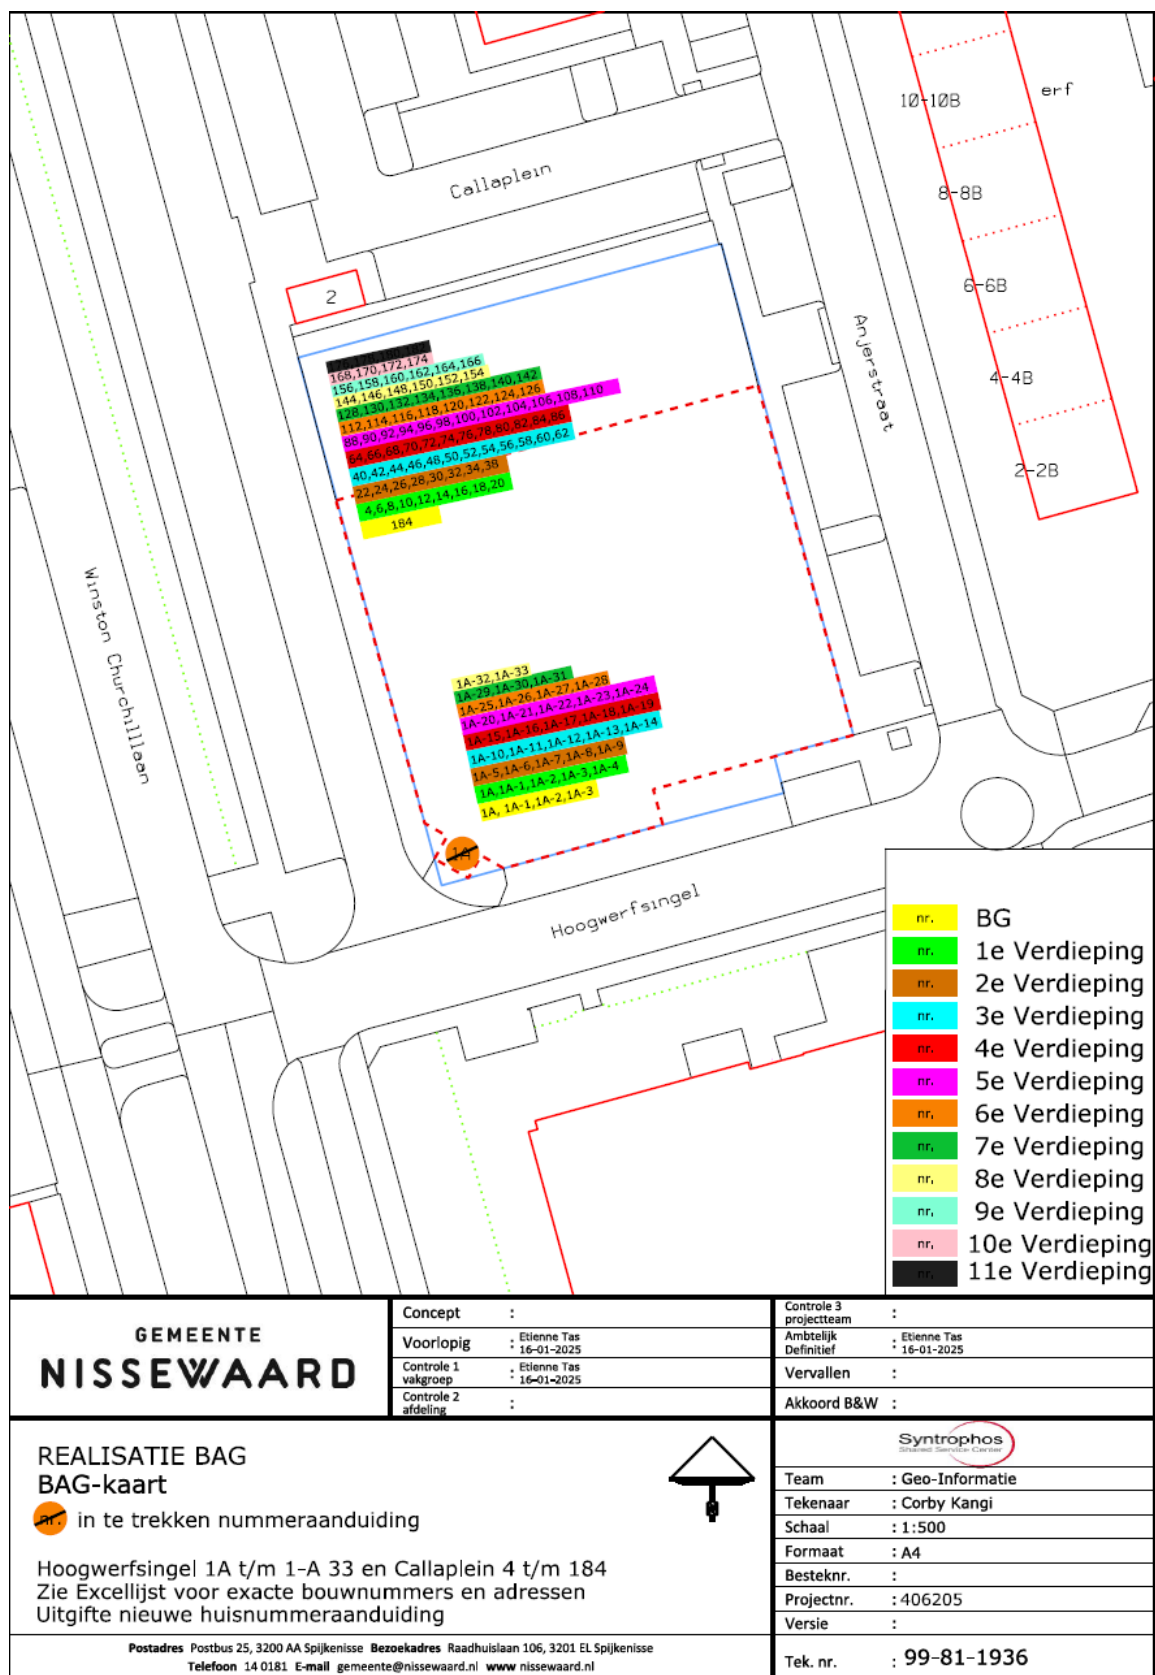 10-10B
erf
Callaplein
8-8B
2
6-6B
Anjerstraat
4-4B
2-2B
168,170,172,174
156,158,160,162,164,166
144,146,148,150,152,154
128,130,132,134,136,138,140,142
112,114,116,118,120,122,124,126
88,90,92,94,96,98,100,102,104,106,108,110
64,66,68,70,72,74,76,78,80,82,84,86
40,42,44,46,48,50,52,54,56,58,60,62
22,24,26,28,30,32,34,38
4,6,8,10,12,14,16,18,20
184
Winston Churchilllaan
1A-32,1A-33
1A-29,1A-30,1A-31
1A-25,1A-26,1A-27,1A-28
1A-20,1A-21,1A-22,1A-23,1A-24
1A-15,1A-16,1A-17,1A-18,1A-19
1A-10,1A-11,1A-12,1A-13,1A-14
1A-5,1A-6,1A-7,1A-8,1A-9
1A,1A-1,1A-2,1A-3,1A-4
1A, 1A-1,1A-2,1A-3
1A
Hoogwerfsingel
nr. BG
nr. 1e Verdieping
nr. 2e Verdieping
nr. 3e Verdieping
nr. 4e Verdieping
nr. 5e Verdieping
nr. 6e Verdieping
nr. 7e Verdieping
nr. 8e Verdieping
nr. 9e Verdieping
nr. 10e Verdieping
nr. 11e Verdieping
GEMEENTE
NISSEWAARD
Concept :
Voorlopig : Etienne Tas
16-01-2025
Controle 1
vakgroep : Etienne Tas
16-01-2025
Controle 2
afdeling :
Controle 3
projectteam :
Ambtelijk
Definitief : Etienne Tas
16-01-2025
Vervallen :
Akkoord B&W :
REALISATIE BAG
BAG-kaart
nr. in te trekken nummeraanduiding
Hoogwerfsingel 1A t/m 1-A 33 en Callaplein 4 t/m 184
Zie Excellijst voor exacte bouwnummers en adressen
Uitgifte nieuwe huisnummeraanduiding
N
Postadres Postbus 25, 3200 AA Spijkenisse Bezoekadres Raadhuislaan 106, 3201 EL Spijkenisse
Telefoon 14 0181 E-mail gemeente@nissewaard.nl www nissewaard.nl
Syntrophos
Shared Service Center
Team : Geo-Informatie
Tekenaar : Corby Kangi
Schaal : 1:500
Formaat : A4
Besteknr. :
Projectnr. : 406205
Versie :
Tek. nr. : 99-81-1936